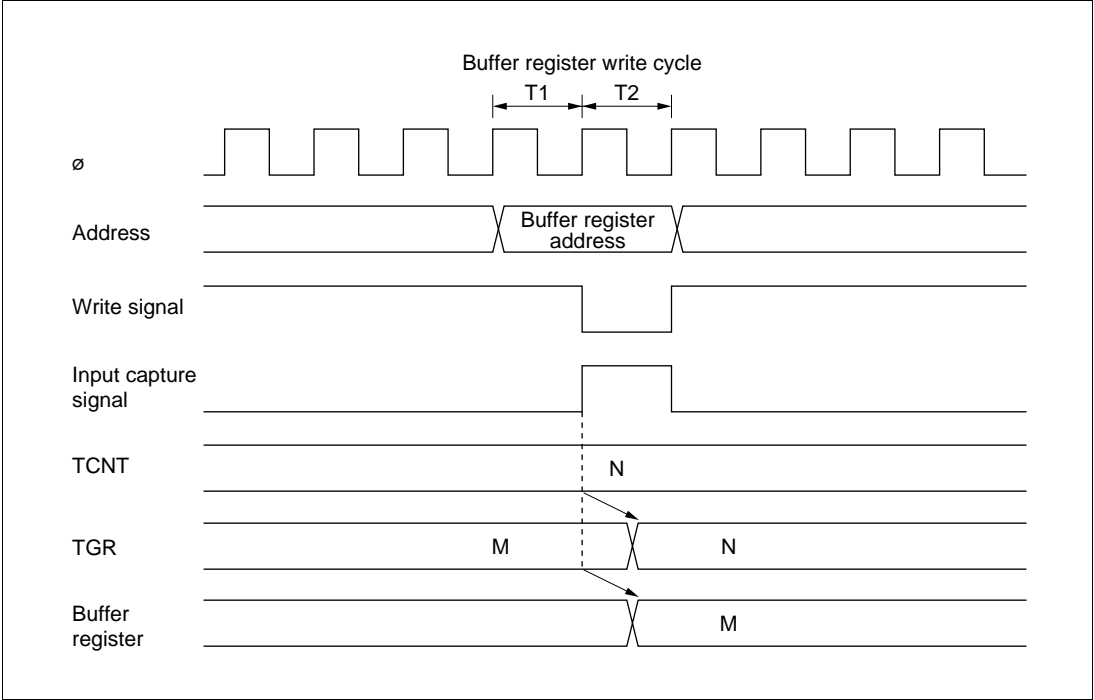 Buffer register write cycle
T1 T2
ø
Address
Buffer register
address
Write signal
Input capture
signal
TCNT
N
TGR
M
N
Buffer
register
M